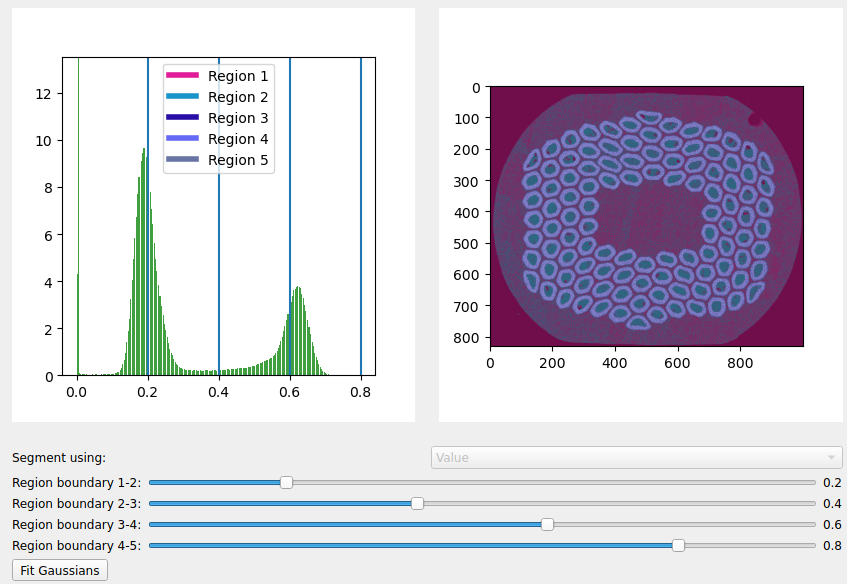 Region 1
Region 2
Region 3
Region 4
Region 5
12
10
8
6
4
2
0
0.0 0.2 0.4 0.6 0.8
0
100
200
300
400
500
600
700
800
0 200 400 600 800
Segment using: Value
Region boundary 1-2: 0.2
Region boundary 2-3: 0.4
Region boundary 3-4: 0.6
Region boundary 4-5: 0.8
Fit Gaussians